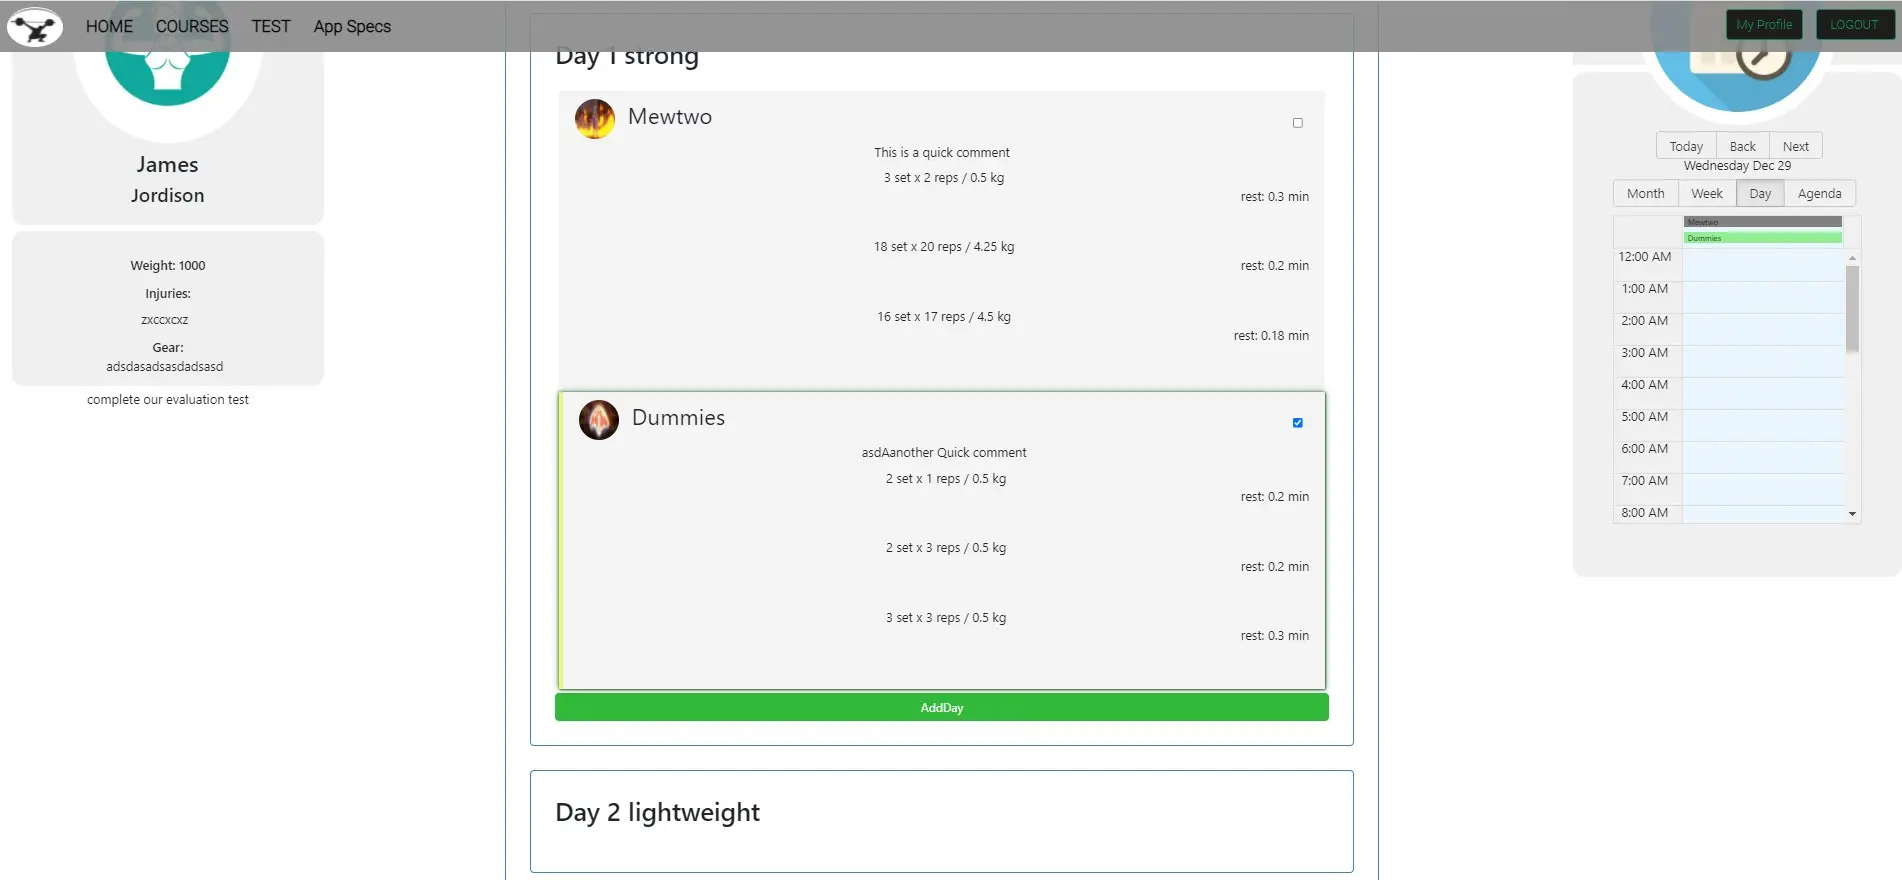 HOME COURSES TEST App Specs My Profile LOGOUT
James
Jordison
Weight: 1000
Injuries:
zxccxcxz
Gear:
adsdasadsasdadsasd
complete our evaluation test
Day 1 strong
Mewtwo
This is a quick comment
3 set x 2 reps / 0.5 kg
rest: 0.3 min
18 set x 20 reps / 4.25 kg
rest: 0.2 min
16 set x 17 reps / 4.5 kg
rest: 0.18 min
Dummies
asdAanother Quick comment
2 set x 1 reps / 0.5 kg
rest: 0.2 min
2 set x 3 reps / 0.5 kg
rest: 0.2 min
3 set x 3 reps / 0.5 kg
rest: 0.3 min
AddDay
Day 2 lightweight
Today Back Next
Wednesday Dec 29
Month Week Day Agenda
Mewtwo
Dummies
12:00 AM
1:00 AM
2:00 AM
3:00 AM
4:00 AM
5:00 AM
6:00 AM
7:00 AM
8:00 AM